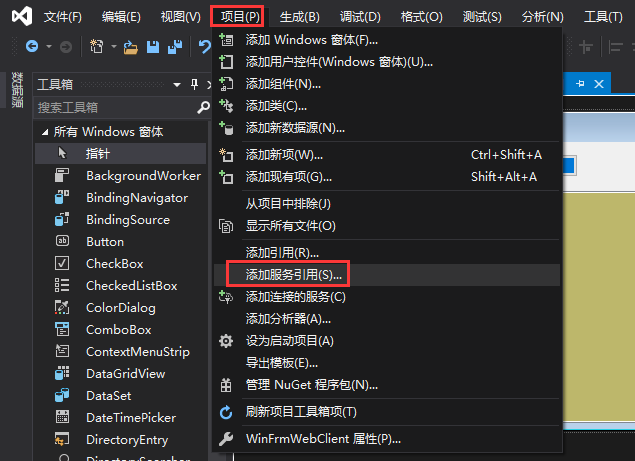 文件(F) 编辑(E) 视图(V) 项目(P) 生成(B) 调试(D) 格式(O) 测试(S) 分析(N) 工具(T)
数据源
工具箱
搜索工具箱
所有 Windows 窗体
指针
BackgroundWorker
BindingNavigator
BindingSource
Button
CheckBox
CheckedListBox
ColorDialog
ComboBox
ContextMenuStrip
DataGridView
DataSet
DateTimePicker
DirectoryEntry
DirectorySearcher
添加 Windows 窗体(F)...
添加用户控件(Windows 窗体)(U)...
添加组件(N)...
添加类(C)...
添加新数据源(N)...
添加新项(W)... Ctrl+Shift+A
添加现有项(G)... Shift+Alt+A
从项目中排除(J)
显示所有文件(O)
添加引用(R)...
添加服务引用(S)...
添加连接的服务(C)
添加分析器(A)...
设为启动项目(A)
导出模板(E)...
管理 NuGet 程序包(N)...
刷新项目工具箱项(T)
WinFrmWebClient 属性(P)...